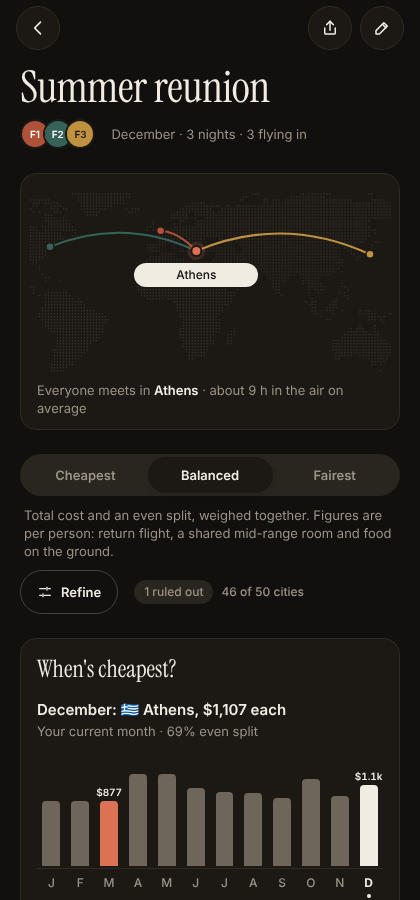 Summer reunion
F1 F2 F3 December · 3 nights · 3 flying in
Athens
Everyone meets in Athens · about 9 h in the air on
average
Cheapest Balanced Fairest
Total cost and an even split, weighed together. Figures are
per person: return flight, a shared mid-range room and food
on the ground.
Refine 1 ruled out 46 of 50 cities
When's cheapest?
December: 🇬🇷 Athens, $1,107 each
Your current month · 69% even split
$1.1k
$877
J F M A M J J A S O N D